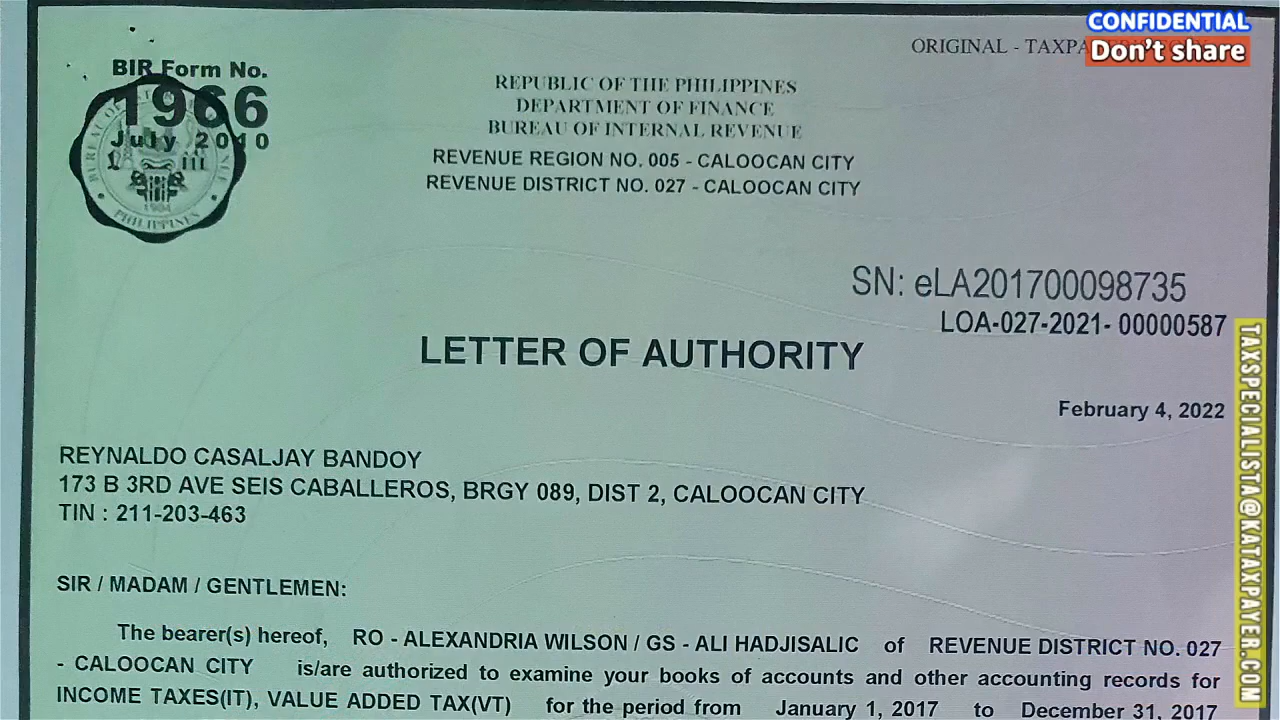 CONFIDENTIAL
Don't share
ORIGINAL - TAXPA
BIR Form No.
1966
July 2010
REPUBLIC OF THE PHILIPPINES
DEPARTMENT OF FINANCE
BUREAU OF INTERNAL REVENUE
REVENUE REGION NO. 005 - CALOOCAN CITY
REVENUE DISTRICT NO. 027 - CALOOCAN CITY
PHILIPPINES
SN: eLA201700098735
LOA-027-2021- 00000587
LETTER OF AUTHORITY
February 4, 2022
REYNALDO CASALJAY BANDOY
173 B 3RD AVE SEIS CABALLEROS, BRGY 089, DIST 2, CALOOCAN CITY
TIN : 211-203-463
SIR / MADAM / GENTLEMEN:
The bearer(s) hereof, RO - ALEXANDRIA WILSON / GS - ALI HADJISALIC of REVENUE DISTRICT NO. 027
- CALOOCAN CITY is/are authorized to examine your books of accounts and other accounting records for
INCOME TAXES(IT), VALUE ADDED TAX(VT) for the period from January 1, 2017 to December 31, 2017
TAXSPECIALISTA@KATAXPAYER.COM